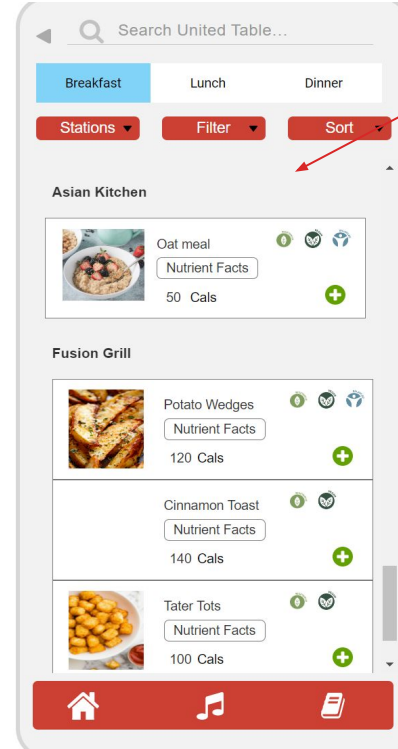 Search United Table...
Breakfast Lunch Dinner
Stations Filter Sort
Asian Kitchen
Oat meal
Nutrient Facts
50 Cals
Fusion Grill
Potato Wedges
Nutrient Facts
120 Cals
Cinnamon Toast
Nutrient Facts
140 Cals
Tater Tots
Nutrient Facts
100 Cals